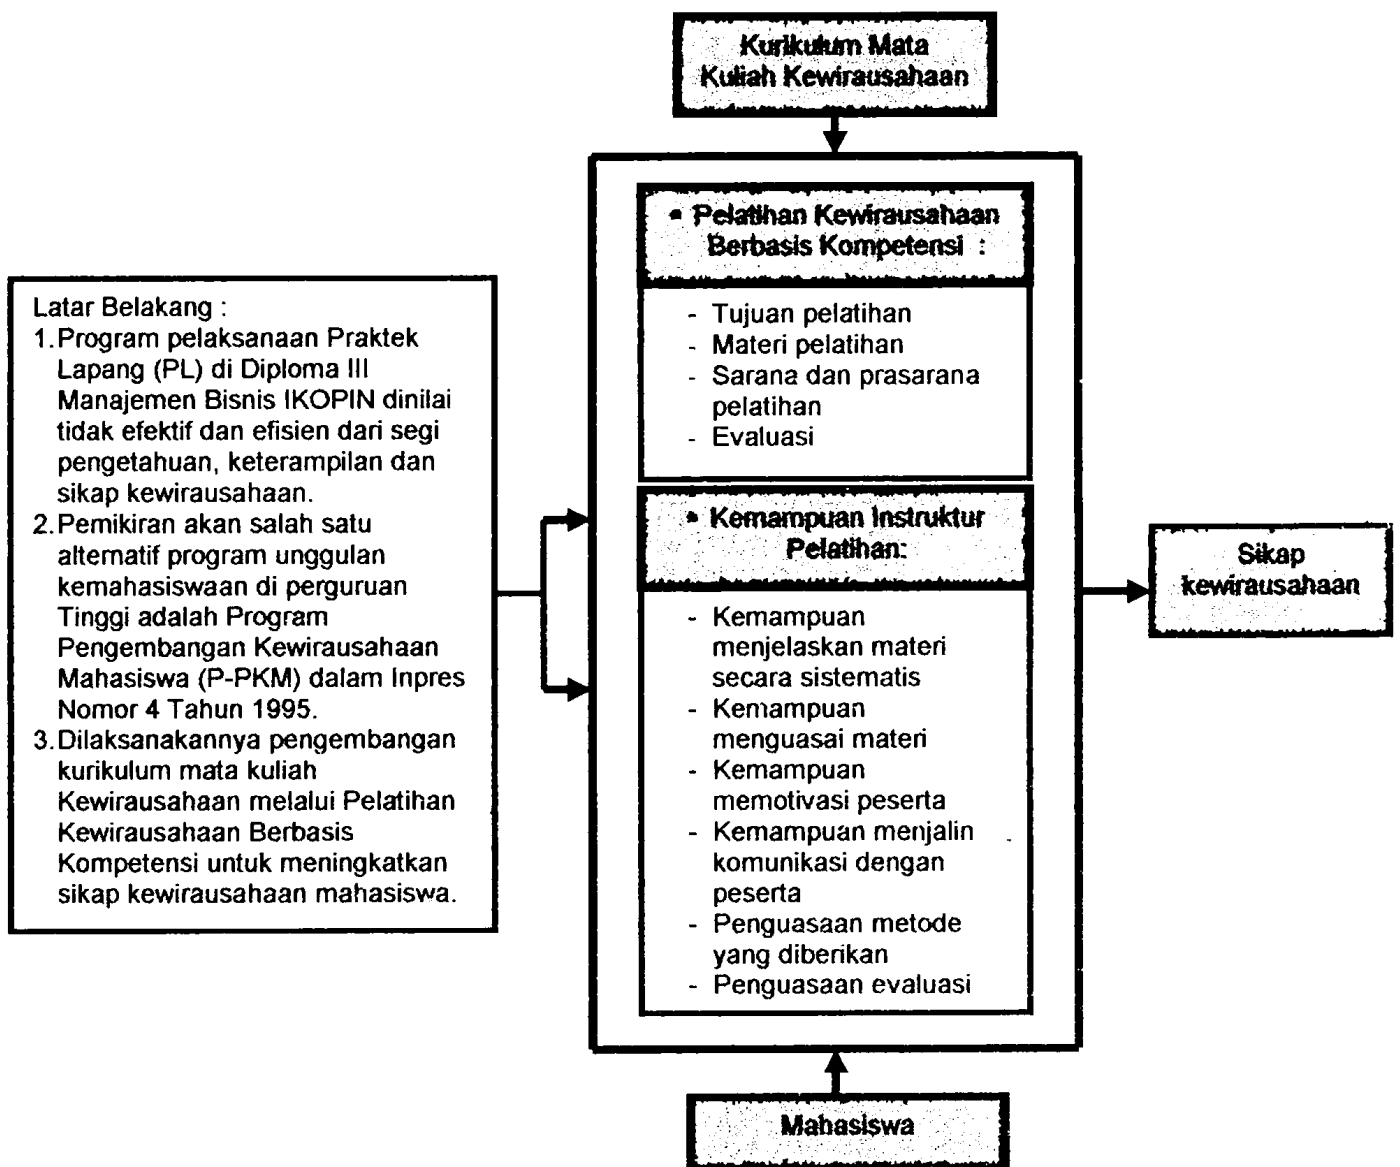 Kurikulum Mata
Kuliah Kewirausahaan
Latar Belakang :
1.Program pelaksanaan Praktek
Lapang (PL) di Diploma III
Manajemen Bisnis IKOPIN dinilai
tidak efektif dan efisien dari segi
pengetahuan, keterampilan dan
sikap kewirausahaan.
2.Pemikiran akan salah satu
alternatif program unggulan
kemahasiswaan di perguruan
Tinggi adalah Program
Pengembangan Kewirausahaan
Mahasiswa (P-PKM) dalam Inpres
Nomor 4 Tahun 1995.
3.Dilaksanakannya pengembangan
kurikulum mata kuliah
Kewirausahaan melalui Pelatihan
Kewirausahaan Berbasis
Kompetensi untuk meningkatkan
sikap kewirausahaan mahasiswa.
• Pelatihan Kewirausahaan
Berbasis Kompetensi :
- Tujuan pelatihan
- Materi pelatihan
- Sarana dan prasarana
pelatihan
- Evaluasi
• Kemampuan Instruktur
Pelatihan:
- Kemampuan
menjelaskan materi
secara sistematis
- Kemampuan
menguasai materi
- Kemampuan
memotivasi peserta
- Kemampuan menjalin
komunikasi dengan
peserta
- Penguasaan metode
yang diberikan
- Penguasaan evaluasi
Sikap
kewirausahaan
Mahasiswa